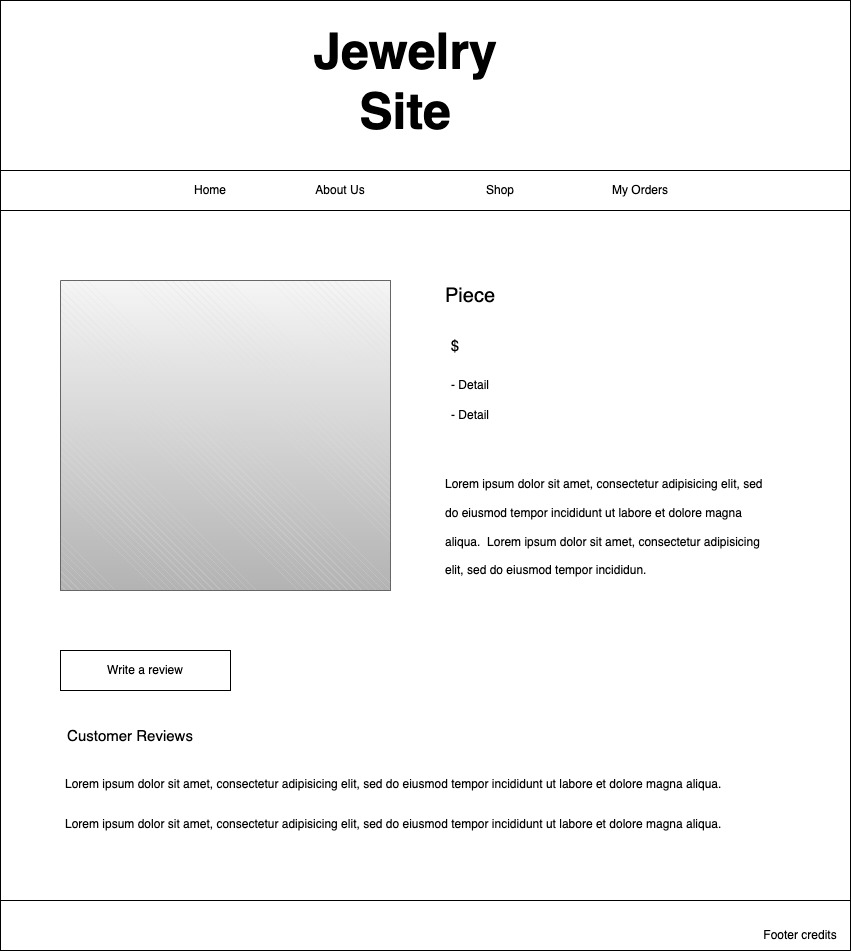 Jewelry
Site
Home About Us Shop My Orders
Piece
$
- Detail
- Detail
Lorem ipsum dolor sit amet, consectetur adipisicing elit, sed
do eiusmod tempor incididunt ut labore et dolore magna
aliqua.  Lorem ipsum dolor sit amet, consectetur adipisicing
elit, sed do eiusmod tempor incididun.
Write a review
Customer Reviews
Lorem ipsum dolor sit amet, consectetur adipisicing elit, sed do eiusmod tempor incididunt ut labore et dolore magna aliqua.
Lorem ipsum dolor sit amet, consectetur adipisicing elit, sed do eiusmod tempor incididunt ut labore et dolore magna aliqua.
Footer credits